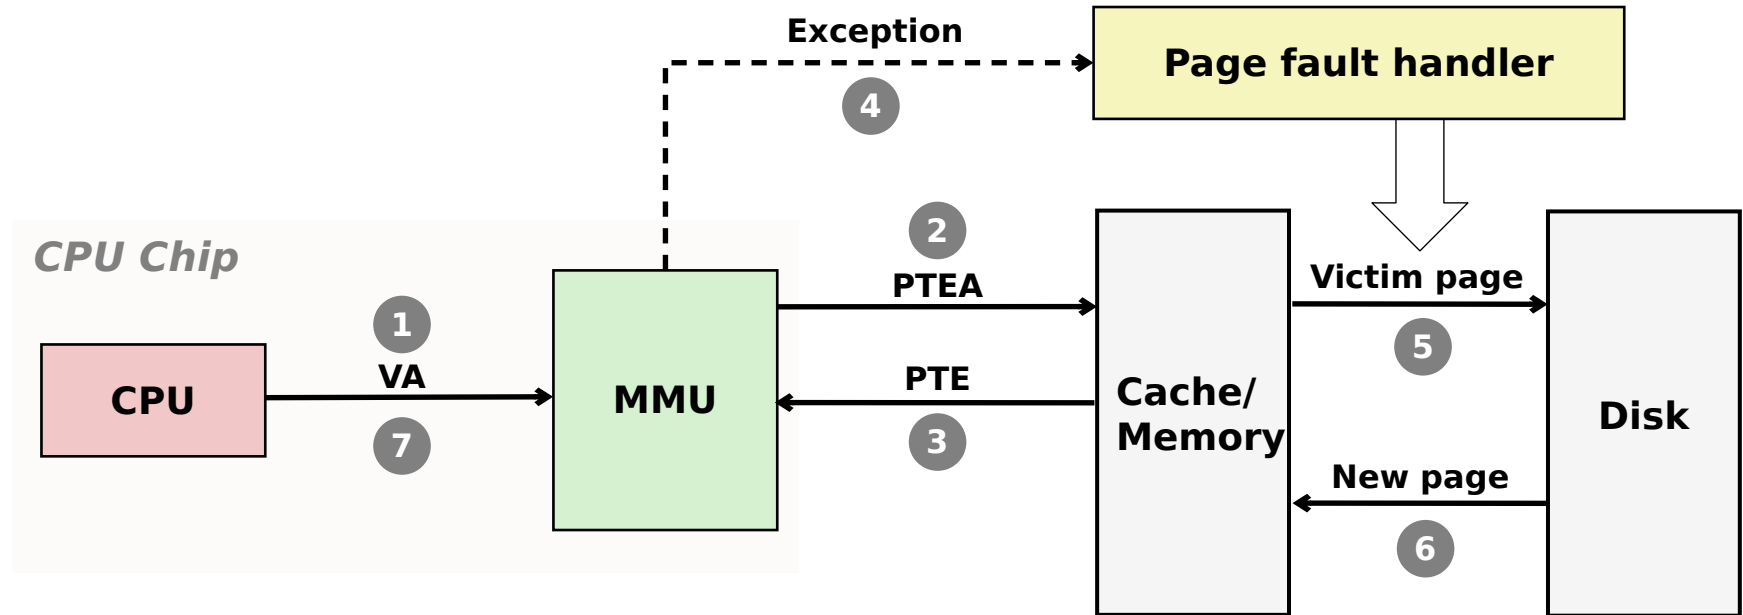 Exception
Page fault handler
4
2
CPU Chip
PTEA
Victim page
1
5
VA
PTE
CPU
MMU
Cache/
Memory
Disk
7
3
New page
6